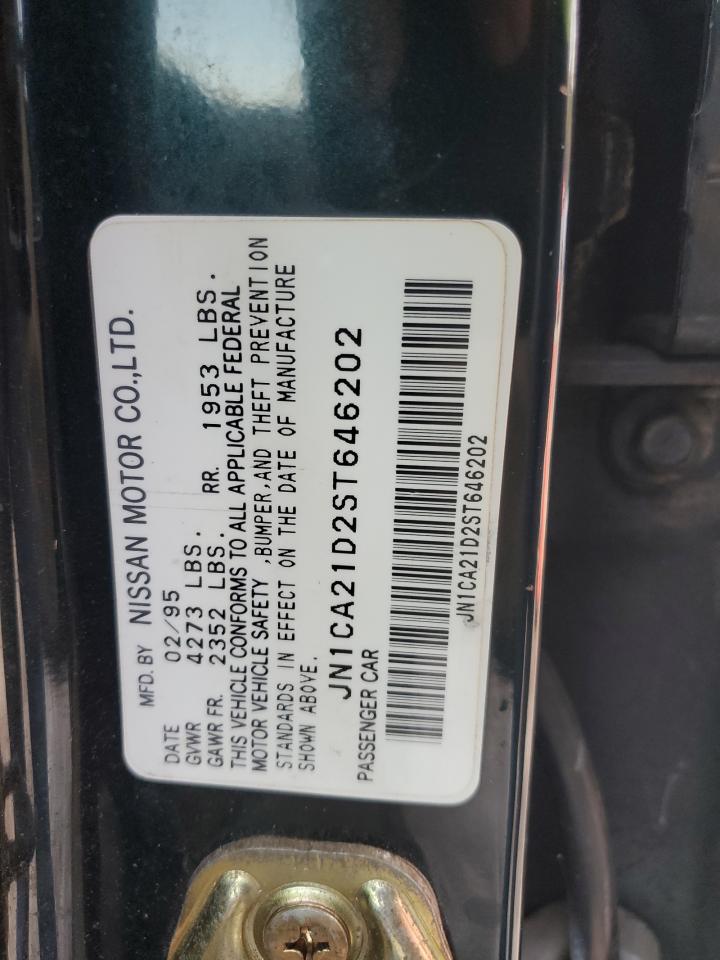 MFD. BY NISSAN MOTOR CO.,LTD.
DATE 02/95
GVWR 4273 LBS.
GAWR FR. 2352 LBS. RR. 1953 LBS.
THIS VEHICLE CONFORMS TO ALL APPLICABLE FEDERAL
MOTOR VEHICLE SAFETY ,BUMPER,AND THEFT PREVENTION
STANDARDS IN EFFECT ON THE DATE OF MANUFACTURE
SHOWN ABOVE.
JN1CA21D2ST646202
PASSENGER CAR
JN1CA21D2ST646202